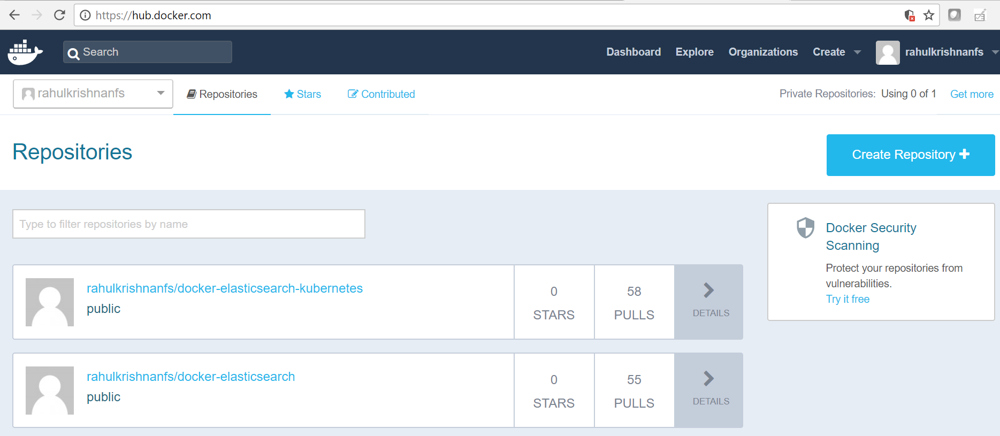 https://hub.docker.com
Search
Dashboard Explore Organizations Create rahulkrishnanfs
rahulkrishnanfs Repositories Stars Contributed Private Repositories: Using 0 of 1 Get more
Repositories
Create Repository
Type to filter repositories by name
rahulkrishnanfs/docker-elasticsearch-kubernetes
public
0
STARS
58
PULLS
DETAILS
rahulkrishnanfs/docker-elasticsearch
public
0
STARS
55
PULLS
DETAILS
Docker Security
Scanning
Protect your repositories from
vulnerabilities.
Try it free